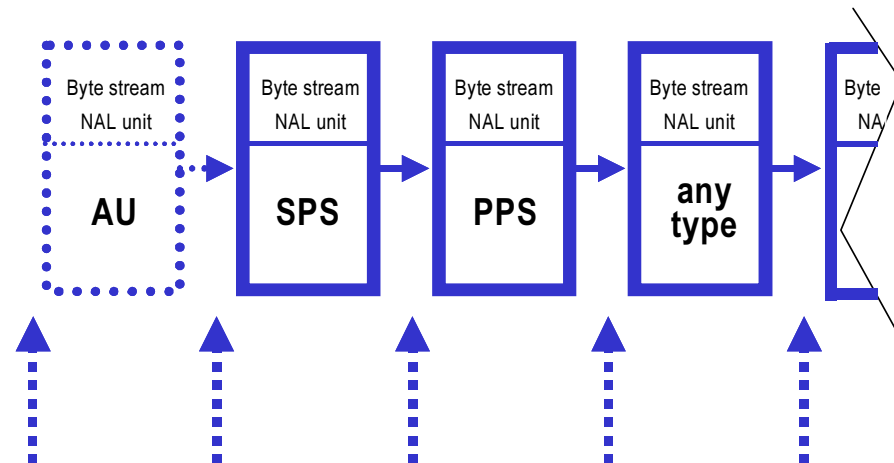 Byte stream
NAL unit
AU
Byte stream
NAL unit
SPS
Byte stream
NAL unit
PPS
Byte stream
NAL unit
any
type
Byte
NA